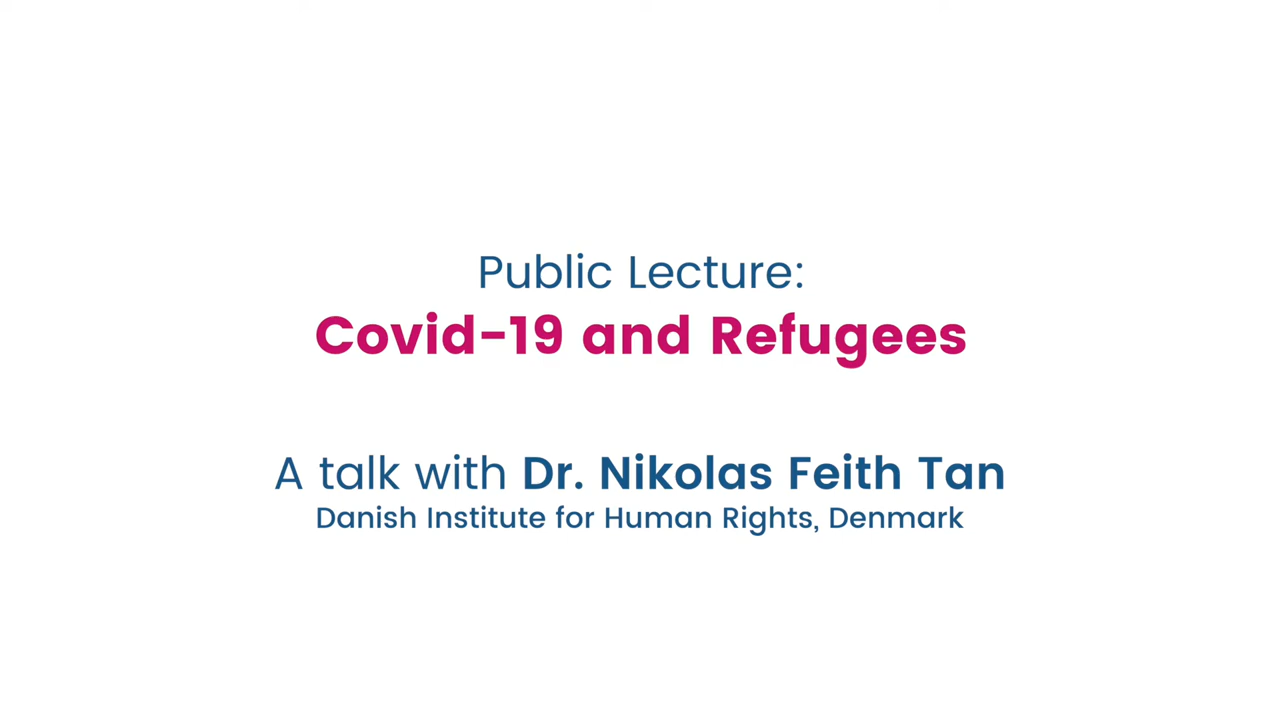 Public Lecture:
Covid-19 and Refugees
A talk with Dr. Nikolas Feith Tan
Danish Institute for Human Rights, Denmark